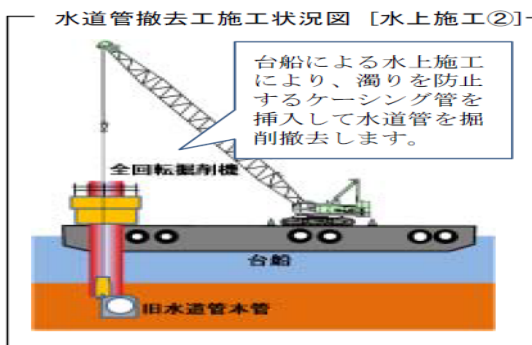 水道管撤去工施工状況図 [水上施工②]
台船による水上施工
により、濁りを防止
するケーシング管を
挿入して水道管を掘
削撤去します。
全回転掘削機
台船
旧水道管本管